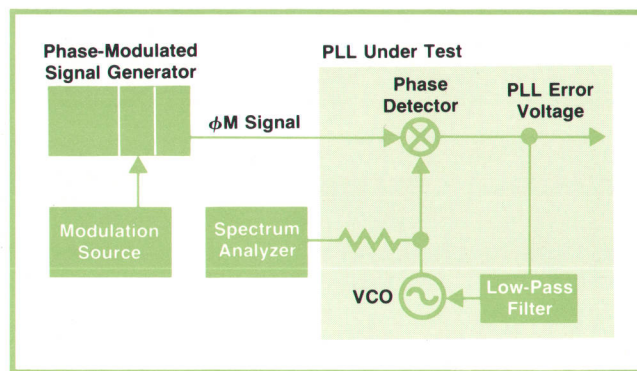 Phase-Modulated
Signal Generator
PLL Under Test
Phase
Detector
PLL Error
Voltage
ϕM Signal
Modulation
Source
Spectrum
Analyzer
VCO
Low-Pass
Filter